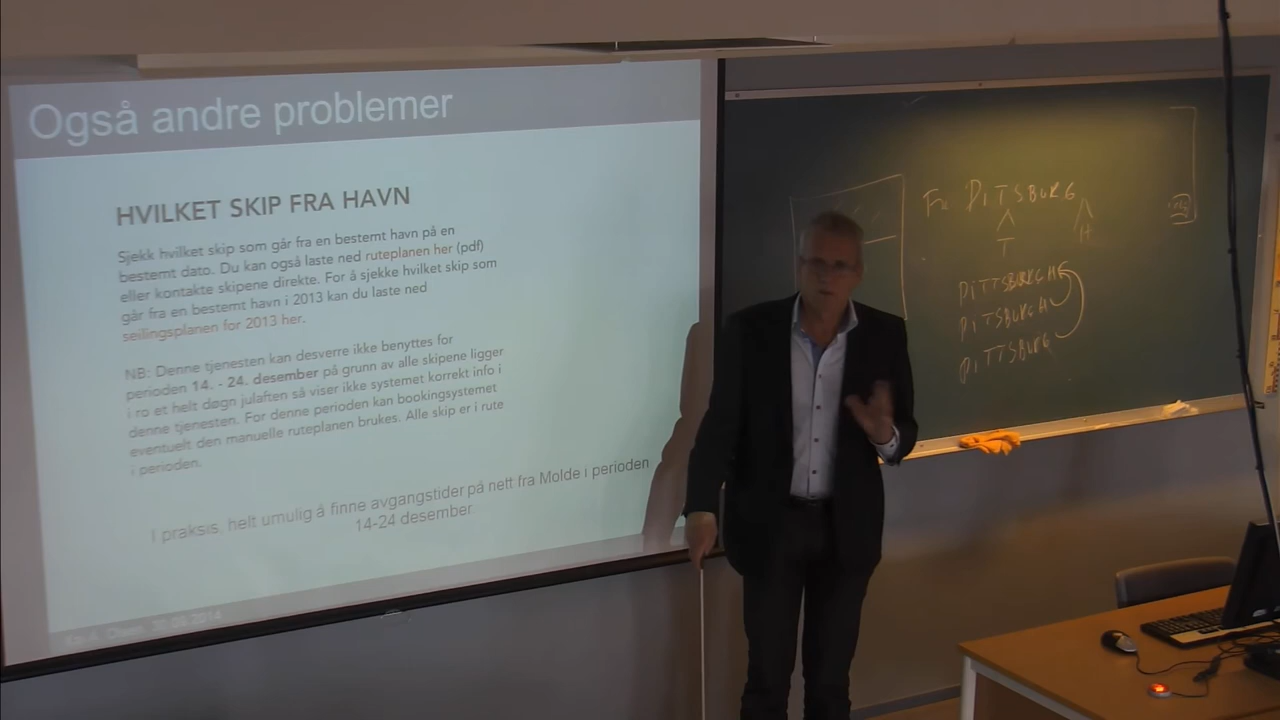 Også andre problemer
HVILKET SKIP FRA HAVN
Sjekk hvilket skip som går fra en bestemt havn på en
bestemt dato. Du kan også laste ned ruteplanen her (pdf)
eller kontakte skipene direkte. For å sjekke hvilket skip som
går fra en bestemt havn i 2013 kan du laste ned
seilingsplanen for 2013 her.
NB: Denne tjenesten kan desverre ikke benyttes for
perioden 14. - 24. desember på grunn av alle skipene ligger
i ro et helt døgn julaften så viser ikke systemet korrekt info i
denne tjenesten. For denne perioden kan bookingsystemet
eventuelt den manuelle ruteplanen brukes. Alle skip er i rute
i perioden.
I praksis, helt umulig å finne avgangstider på nett fra Molde i perioden
14-24 desember.
PITSBURG
T H
PITTSBURGH
PITTSBURG